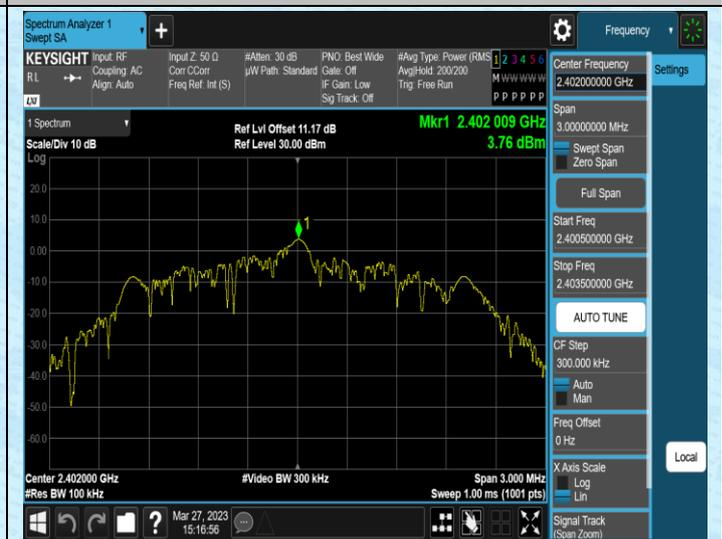 Spectrum Analyzer 1
Swept SA
+
Frequency
KEYSIGHT
R L
LXI
Input: RF
Coupling: AC
Align: Auto
Input Z: 50 Ω
Corr CCorr
Freq Ref: Int (S)
#Atten: 30 dB
µW Path: Standard
PNO: Best Wide
Gate: Off
IF Gain: Low
Sig Track: Off
#Avg Type: Power (RMS
Avg|Hold: 200/200
Trig: Free Run
1 2 3 4 5 6
M W W W W W
P P P P P P
1 Spectrum
Scale/Div 10 dB
Ref Lvl Offset 11.17 dB
Ref Level 30.00 dBm
Mkr1 2.402 009 GHz
3.76 dBm
Log
20.0
10.0
0.00
-10.0
-20.0
-30.0
-40.0
-50.0
-60.0
1
Center 2.402000 GHz
#Res BW 100 kHz
#Video BW 300 kHz
Span 3.000 MHz
Sweep 1.00 ms (1001 pts)
?
Mar 27, 2023
15:16:56
Center Frequency
2.402000000 GHz
Span
3.00000000 MHz
Swept Span
Zero Span
Full Span
Start Freq
2.400500000 GHz
Stop Freq
2.403500000 GHz
AUTO TUNE
CF Step
300.000 kHz
Auto
Man
Freq Offset
0 Hz
X Axis Scale
Log
Lin
Signal Track
(Span Zoom)
Settings
Local